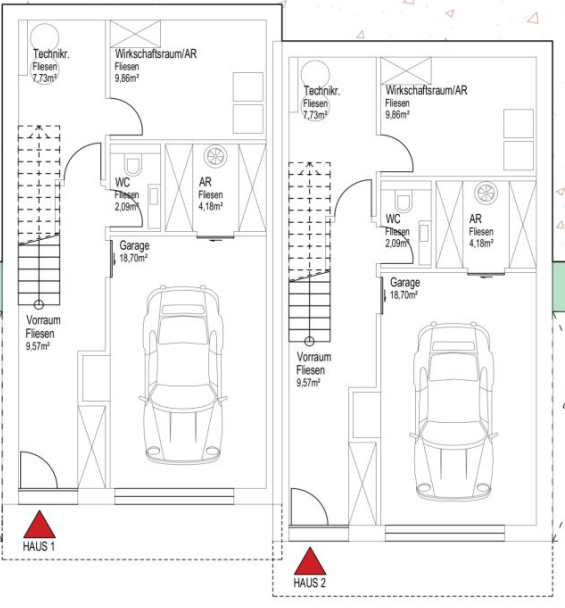 Technikr.
Fliesen
7,73m²
Wirtschaftsraum/AR
Fliesen
9,86m²
WC
Fliesen
2,09m²
AR
Fliesen
4,18m²
Garage
18,70m²
Vorraum
Fliesen
9,57m²
HAUS 1
Technikr.
Fliesen
7,73m²
Wirtschaftsraum/AR
Fliesen
9,86m²
WC
Fliesen
2,09m²
AR
Fliesen
4,18m²
Garage
18,70m²
Vorraum
Fliesen
9,57m²
HAUS 2